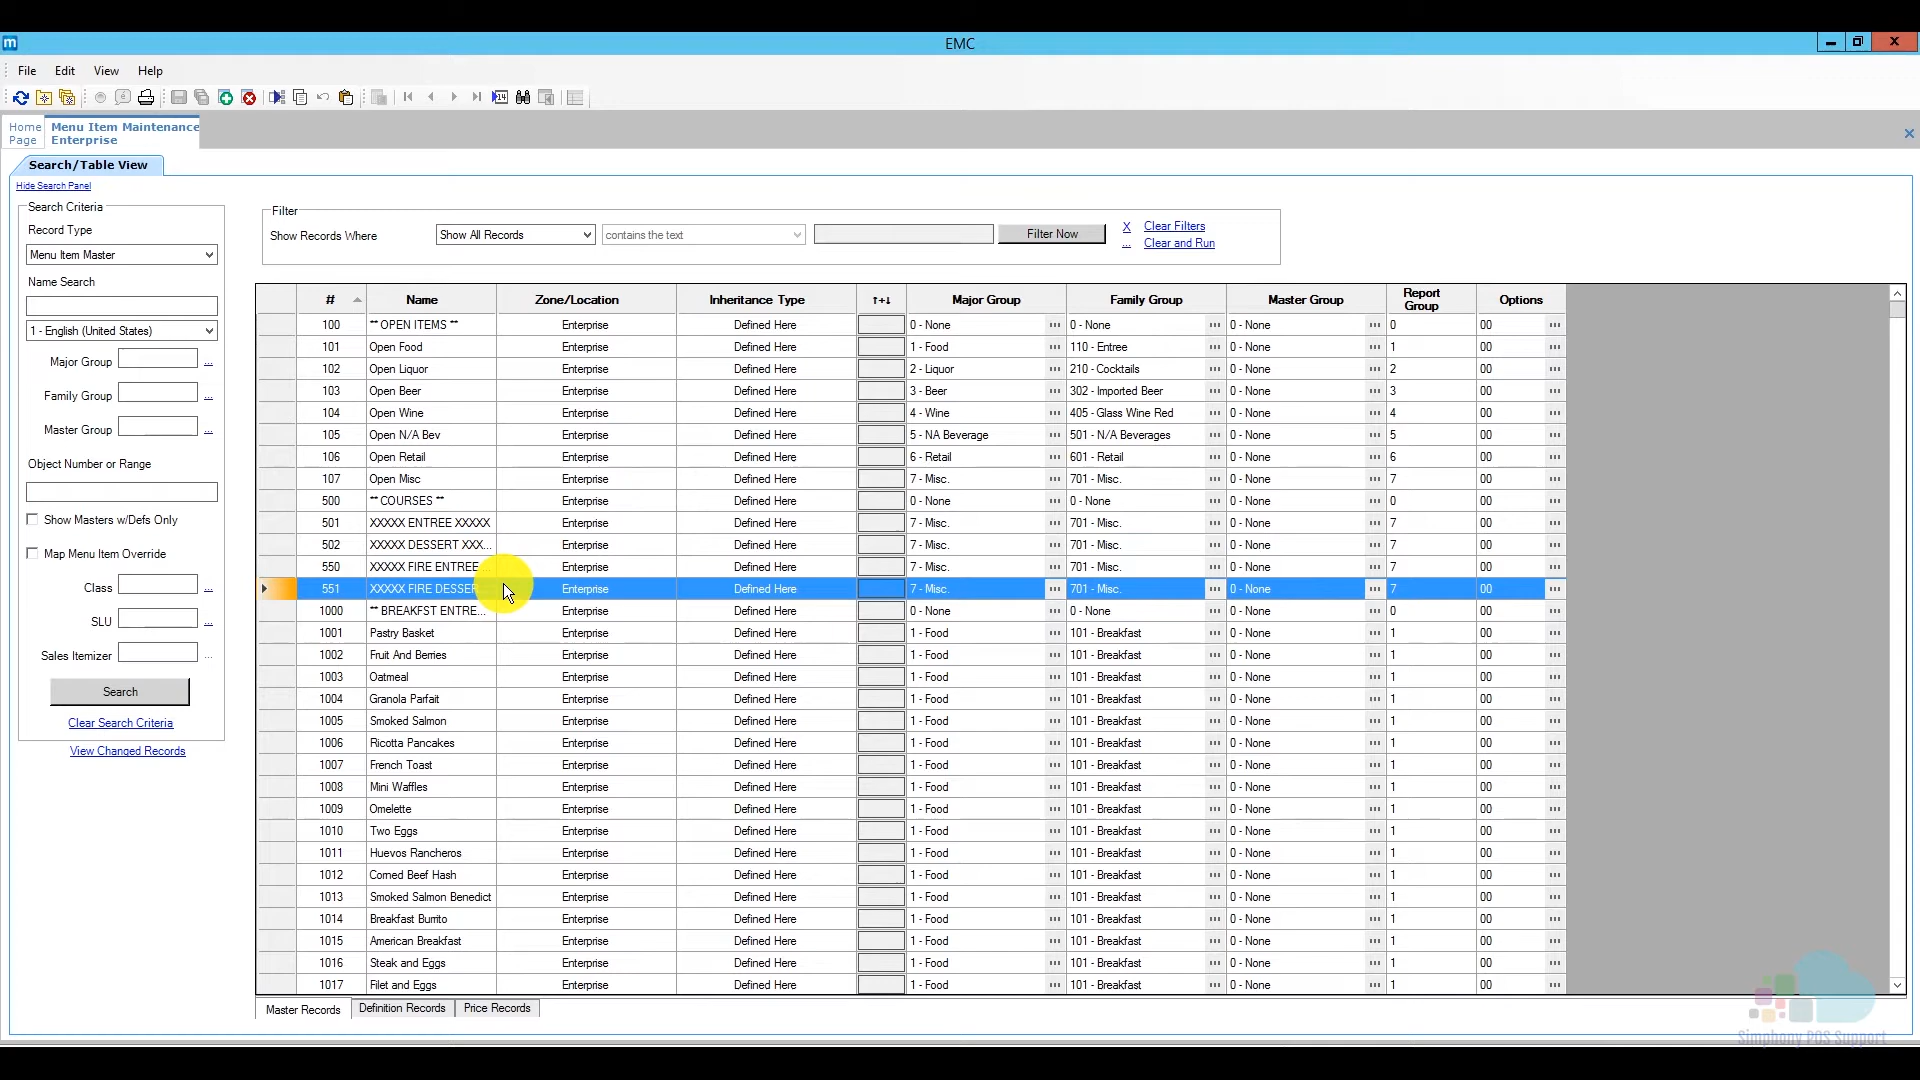 EMC
File Edit View Help
Home Page
Menu Item Maintenance Enterprise
Search/Table View
Hide Search Panel
Search Criteria
Record Type
Menu Item Master
Name Search
1 - English (United States)
Major Group ...
Family Group ...
Master Group ...
Object Number or Range
Show Masters w/Defs Only
Map Menu Item Override
Class ...
SLU ...
Sales Itemizer ...
Search
Clear Search Criteria
View Changed Records
Filter
Show Records Where Show All Records contains the text Filter Now
X Clear Filters
... Clear and Run
# Name Zone/Location Inheritance Type ↑+↓ Major Group Family Group Master Group Report Group Options
100 ** OPEN ITEMS ** Enterprise Defined Here 0 - None 0 - None 0 - None 0 00
101 Open Food Enterprise Defined Here 1 - Food 110 - Entree 0 - None 1 00
102 Open Liquor Enterprise Defined Here 2 - Liquor 210 - Cocktails 0 - None 2 00
103 Open Beer Enterprise Defined Here 3 - Beer 302 - Imported Beer 0 - None 3 00
104 Open Wine Enterprise Defined Here 4 - Wine 405 - Glass Wine Red 0 - None 4 00
105 Open N/A Bev Enterprise Defined Here 5 - NA Beverage 501 - N/A Beverages 0 - None 5 00
106 Open Retail Enterprise Defined Here 6 - Retail 601 - Retail 0 - None 6 00
107 Open Misc Enterprise Defined Here 7 - Misc. 701 - Misc. 0 - None 7 00
500 ** COURSES ** Enterprise Defined Here 0 - None 0 - None 0 - None 0 00
501 XXXXX ENTREE XXXXX Enterprise Defined Here 7 - Misc. 701 - Misc. 0 - None 7 00
502 XXXXX DESSERT XXX... Enterprise Defined Here 7 - Misc. 701 - Misc. 0 - None 7 00
550 XXXXX FIRE ENTREE... Enterprise Defined Here 7 - Misc. 701 - Misc. 0 - None 7 00
551 XXXXX FIRE DESSER... Enterprise Defined Here 7 - Misc. 701 - Misc. 0 - None 7 00
1000 ** BREAKFST ENTRE... Enterprise Defined Here 0 - None 0 - None 0 - None 0 00
1001 Pastry Basket Enterprise Defined Here 1 - Food 101 - Breakfast 0 - None 1 00
1002 Fruit And Berries Enterprise Defined Here 1 - Food 101 - Breakfast 0 - None 1 00
1003 Oatmeal Enterprise Defined Here 1 - Food 101 - Breakfast 0 - None 1 00
1004 Granola Parfait Enterprise Defined Here 1 - Food 101 - Breakfast 0 - None 1 00
1005 Smoked Salmon Enterprise Defined Here 1 - Food 101 - Breakfast 0 - None 1 00
1006 Ricotta Pancakes Enterprise Defined Here 1 - Food 101 - Breakfast 0 - None 1 00
1007 French Toast Enterprise Defined Here 1 - Food 101 - Breakfast 0 - None 1 00
1008 Mini Waffles Enterprise Defined Here 1 - Food 101 - Breakfast 0 - None 1 00
1009 Omelette Enterprise Defined Here 1 - Food 101 - Breakfast 0 - None 1 00
1010 Two Eggs Enterprise Defined Here 1 - Food 101 - Breakfast 0 - None 1 00
1011 Huevos Rancheros Enterprise Defined Here 1 - Food 101 - Breakfast 0 - None 1 00
1012 Corned Beef Hash Enterprise Defined Here 1 - Food 101 - Breakfast 0 - None 1 00
1013 Smoked Salmon Benedict Enterprise Defined Here 1 - Food 101 - Breakfast 0 - None 1 00
1014 Breakfast Burrito Enterprise Defined Here 1 - Food 101 - Breakfast 0 - None 1 00
1015 American Breakfast Enterprise Defined Here 1 - Food 101 - Breakfast 0 - None 1 00
1016 Steak and Eggs Enterprise Defined Here 1 - Food 101 - Breakfast 0 - None 1 00
1017 Filet and Eggs Enterprise Defined Here 1 - Food 101 - Breakfast 0 - None 1 00
Master Records Definition Records Price Records
Simphony POS Support